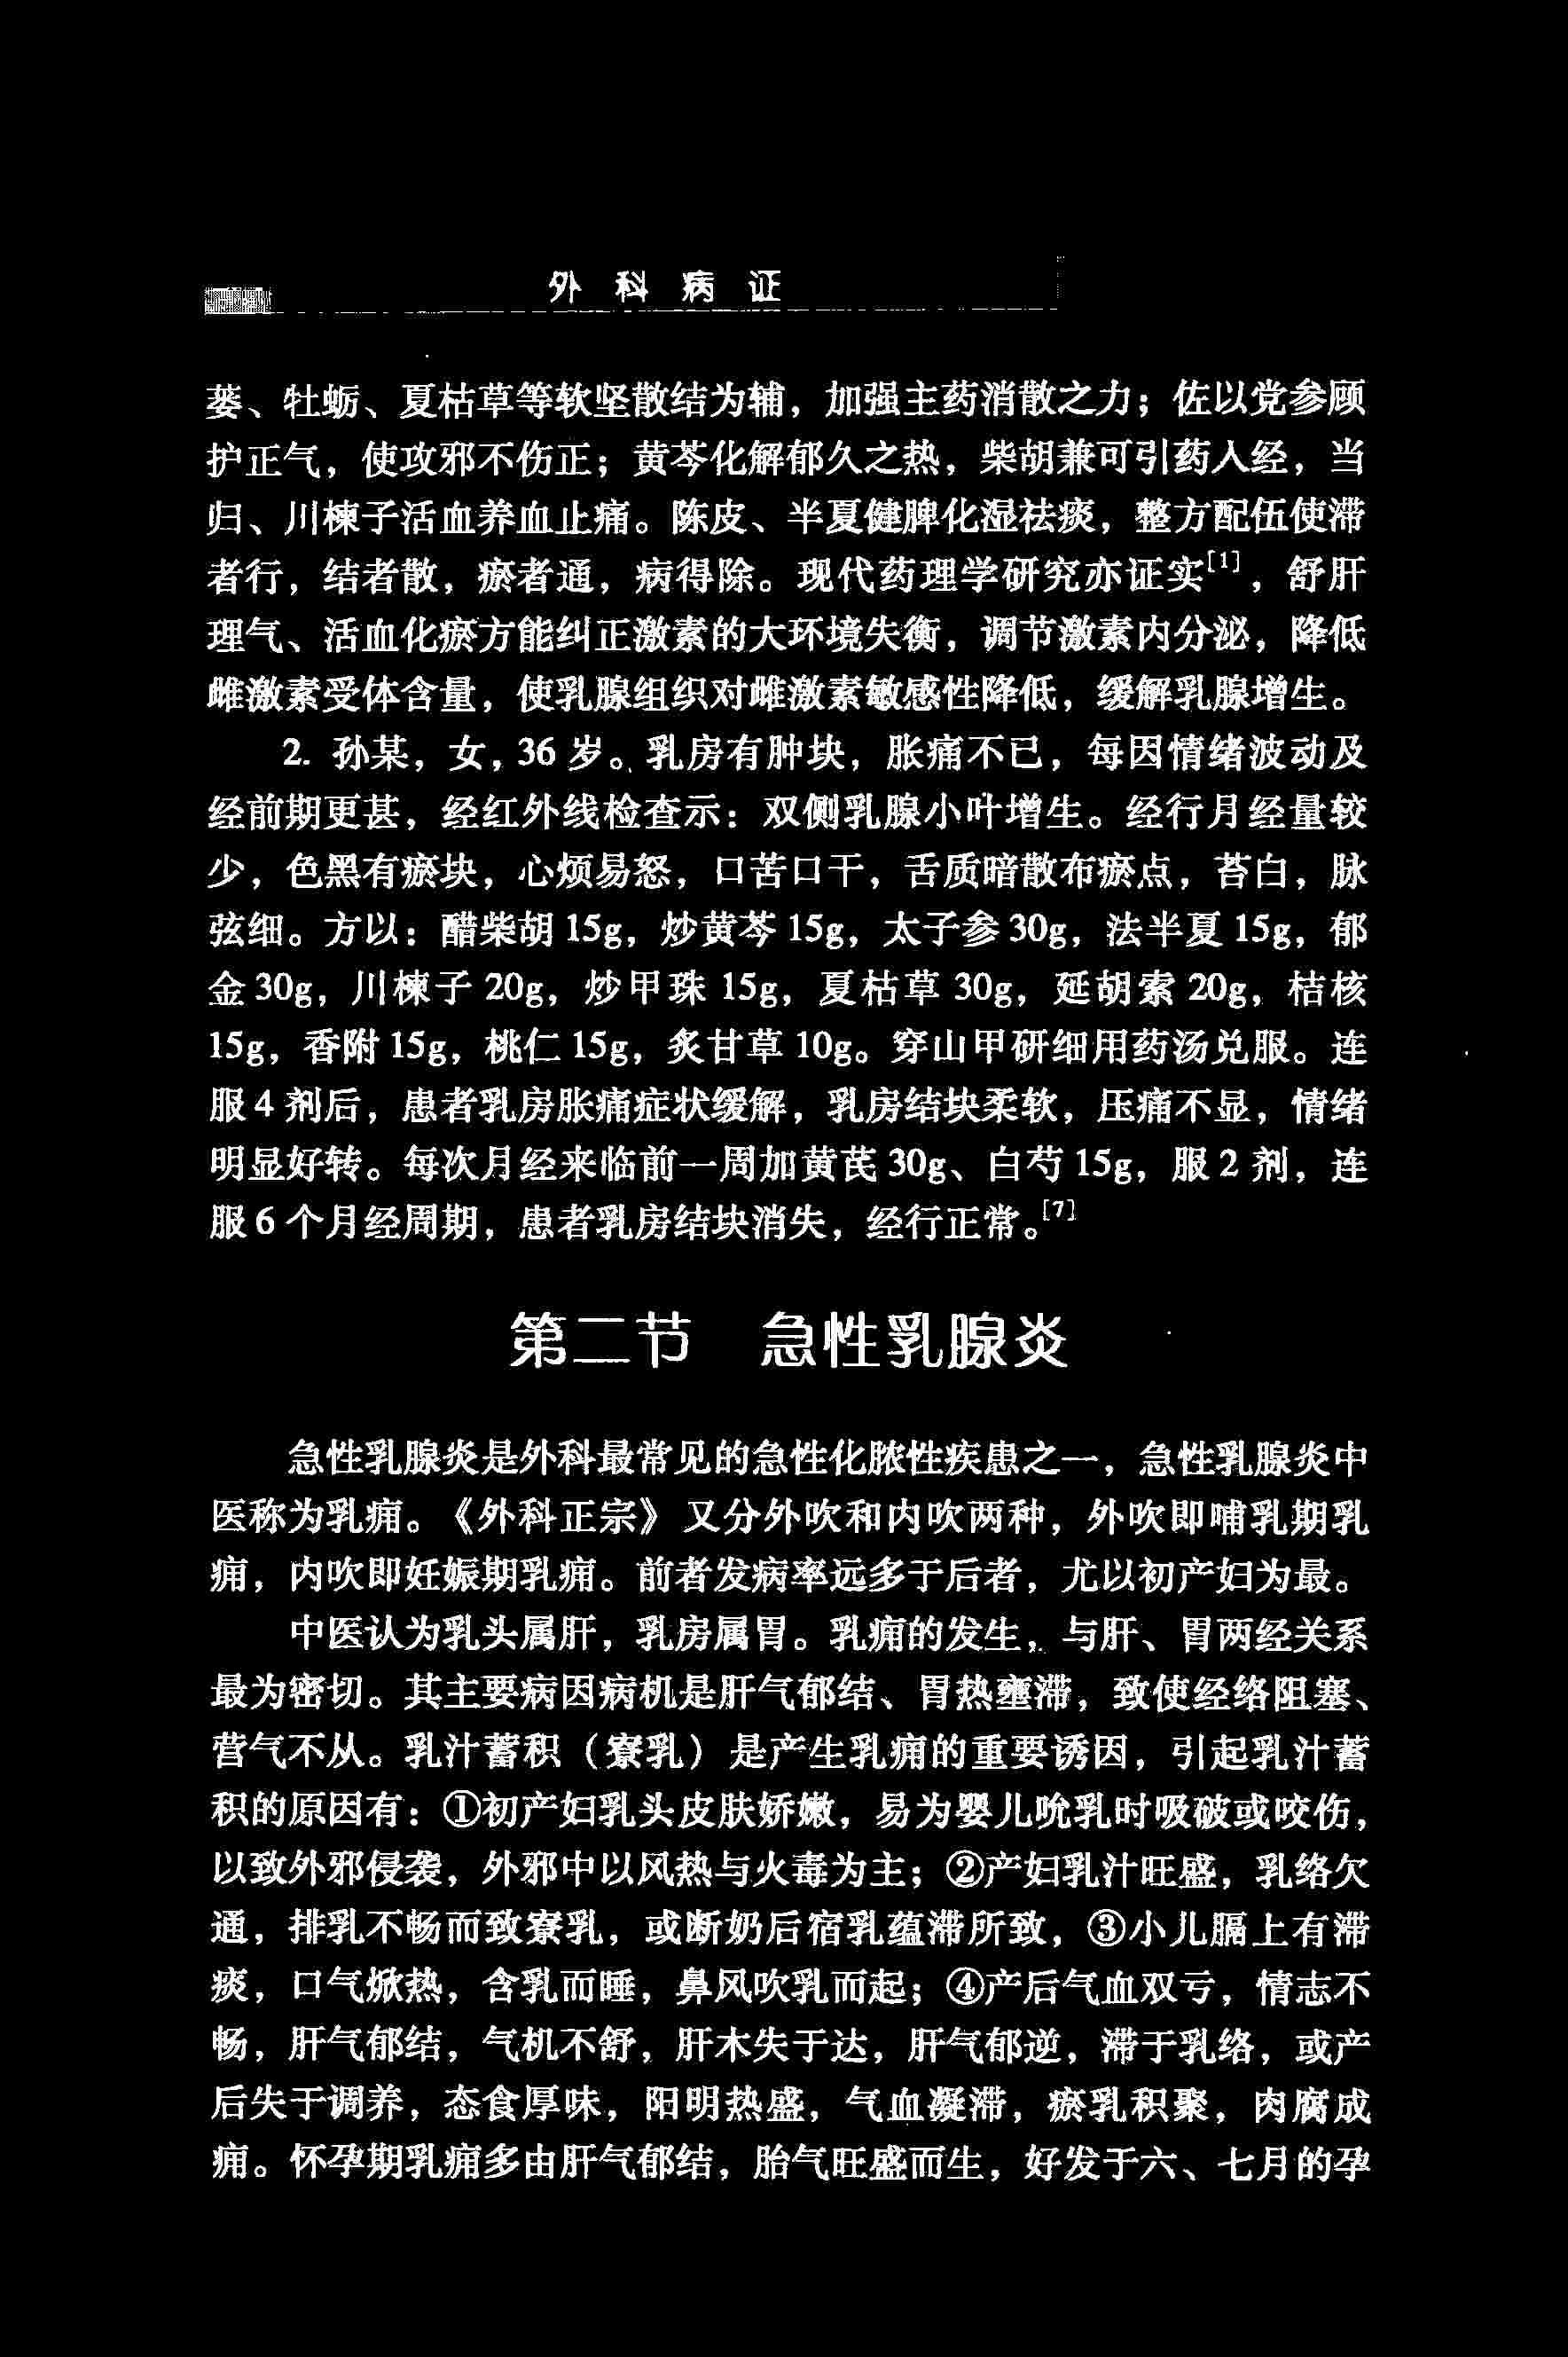 外科病证
蒌、牡蛎、夏枯草等软坚散结为辅，加强主药消散之力；佐以党参顾
护正气，使攻邪不伤正；黄芩化解郁久之热，柴胡兼可引药入经，当
归、川楝子活血养血止痛。陈皮、半夏健脾化湿祛痰，整方配伍使滞
者行，结者散，瘀者通，病得除。现代药理学研究亦证实[1]，舒肝
理气、活血化瘀方能纠正激素的大环境失衡，调节激素内分泌，降低
雌激素受体含量，使乳腺组织对雌激素敏感性降低，缓解乳腺增生。
2. 孙某，女，36 岁。乳房有肿块，胀痛不已，每因情绪波动及
经前期更甚，经红外线检查示：双侧乳腺小叶增生。经行月经量较
少，色黑有瘀块，心烦易怒，口苦口干，舌质暗散布瘀点，苔白，脉
弦细。方以：醋柴胡 15g，炒黄芩 15g，太子参 30g，法半夏 15g，郁
金 30g，川楝子 20g，炒甲珠 15g，夏枯草 30g，延胡索 20g，桔核
15g，香附 15g，桃仁 15g，炙甘草 10g。穿山甲研细用药汤兑服。连
服 4 剂后，患者乳房胀痛症状缓解，乳房结块柔软，压痛不显，情绪
明显好转。每次月经来临前一周加黄芪 30g、白芍 15g，服 2 剂，连
服 6 个月经周期，患者乳房结块消失，经行正常。[7]
第二节　急性乳腺炎
急性乳腺炎是外科最常见的急性化脓性疾患之一，急性乳腺炎中
医称为乳痈。《外科正宗》又分外吹和内吹两种，外吹即哺乳期乳
痈，内吹即妊娠期乳痈。前者发病率远多于后者，尤以初产妇为最。
中医认为乳头属肝，乳房属胃。乳痈的发生，与肝、胃两经关系
最为密切。其主要病因病机是肝气郁结、胃热壅滞，致使经络阻塞、
营气不从。乳汁蓄积（寮乳）是产生乳痈的重要诱因，引起乳汁蓄
积的原因有：①初产妇乳头皮肤娇嫩，易为婴儿吮乳时吸破或咬伤，
以致外邪侵袭，外邪中以风热与火毒为主；②产妇乳汁旺盛，乳络欠
通，排乳不畅而致寮乳，或断奶后宿乳蕴滞所致，③小儿膈上有滞
痰，口气焮热，含乳而睡，鼻风吹乳而起；④产后气血双亏，情志不
畅，肝气郁结，气机不舒，肝木失于达，肝气郁逆，滞于乳络，或产
后失于调养，态食厚味，阳明热盛，气血凝滞，瘀乳积聚，肉腐成
痈。怀孕期乳痈多由肝气郁结，胎气旺盛而生，好发于六、七月的孕